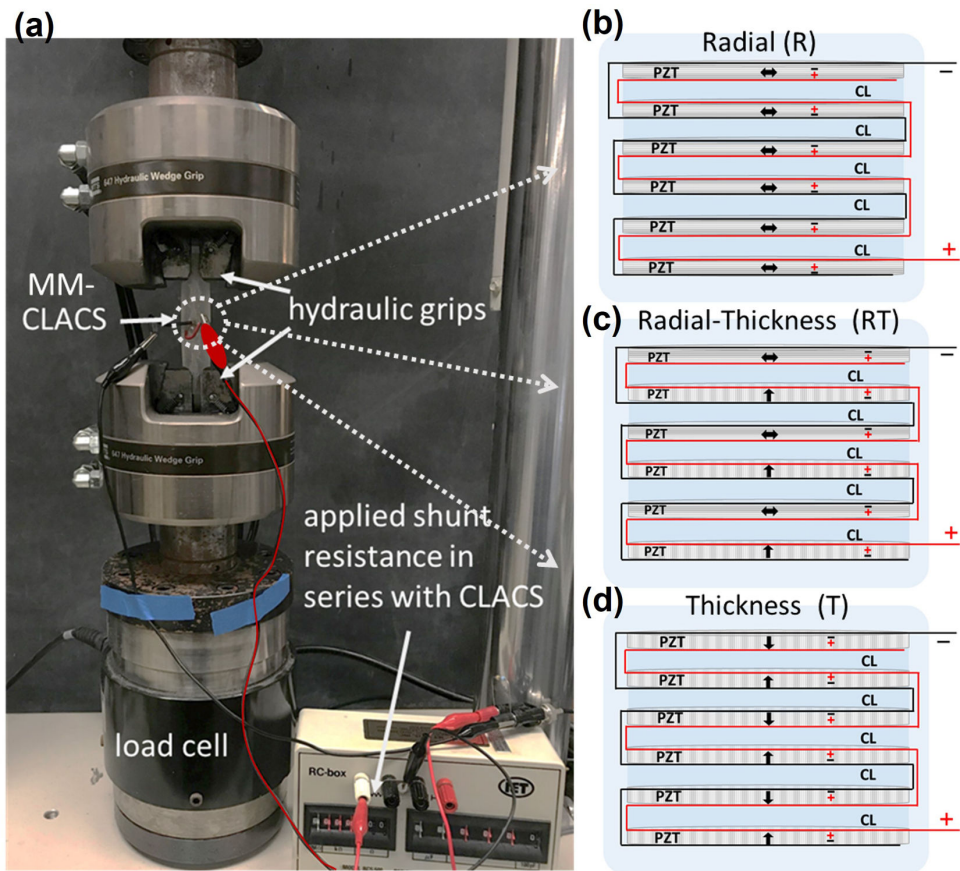 (a)
647 Hydraulic Wedge Grip
MM-
CLACS
hydraulic grips
647 Hydraulic Wedge Grip
applied shunt
resistance in
series with CLACS
load cell
RC-box
IET
(b)
Radial (R)
PZT − + −
CL
PZT + −
CL
PZT − +
CL
PZT + −
CL
PZT − +
CL +
PZT + −
(c)
Radial-Thickness (RT)
PZT − + −
CL
PZT + −
CL
PZT − +
CL
PZT + −
CL
PZT − +
CL +
PZT + −
(d)
Thickness (T)
PZT − + −
CL
PZT + −
CL
PZT − +
CL
PZT + −
CL
PZT − +
CL +
PZT + −